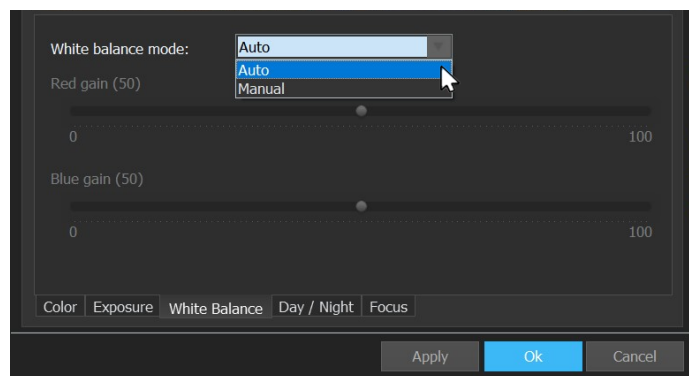 White balance mode: Auto
Auto
Red gain (50) Manual
0 100
Blue gain (50)
0 100
Color Exposure White Balance Day / Night Focus
Apply Ok Cancel